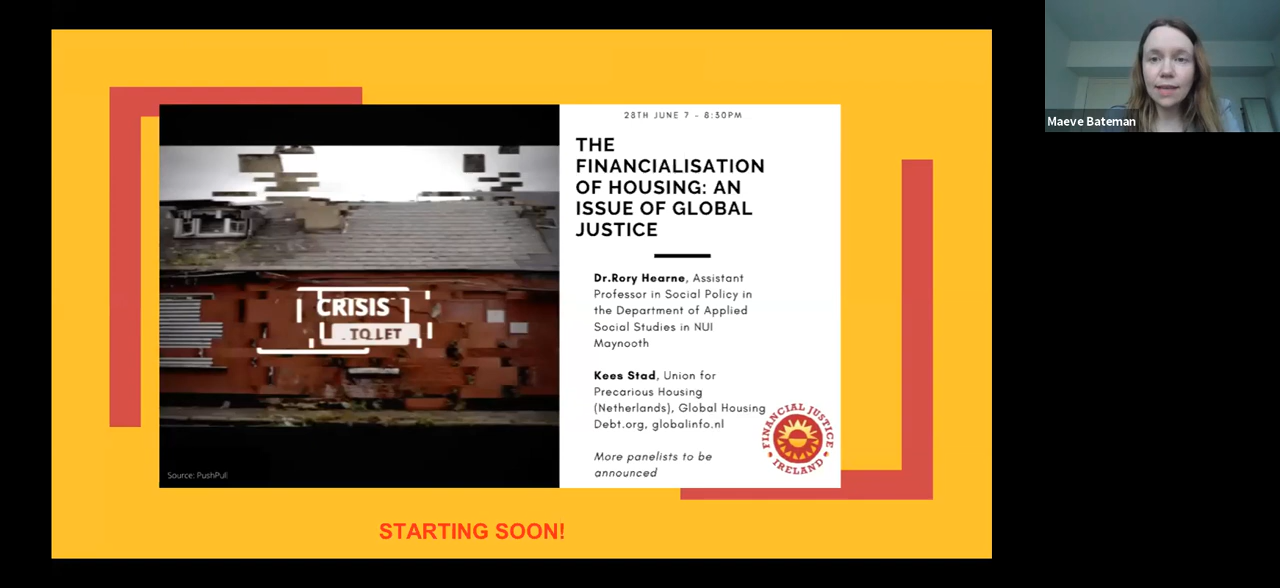 28TH JUNE 7 - 8:30PM
THE
FINANCIALISATION
OF HOUSING: AN
ISSUE OF GLOBAL
JUSTICE
Dr.Rory Hearne, Assistant
Professor in Social Policy in
the Department of Applied
Social Studies in NUI
Maynooth
Kees Stad, Union for
Precarious Housing
(Netherlands), Global Housing
Debt.org, globalinfo.nl
More panelists to be
announced
FINANCIAL JUSTICE
IRELAND
CRISIS
TO LET
Source: PushPull
STARTING SOON!
Maeve Bateman